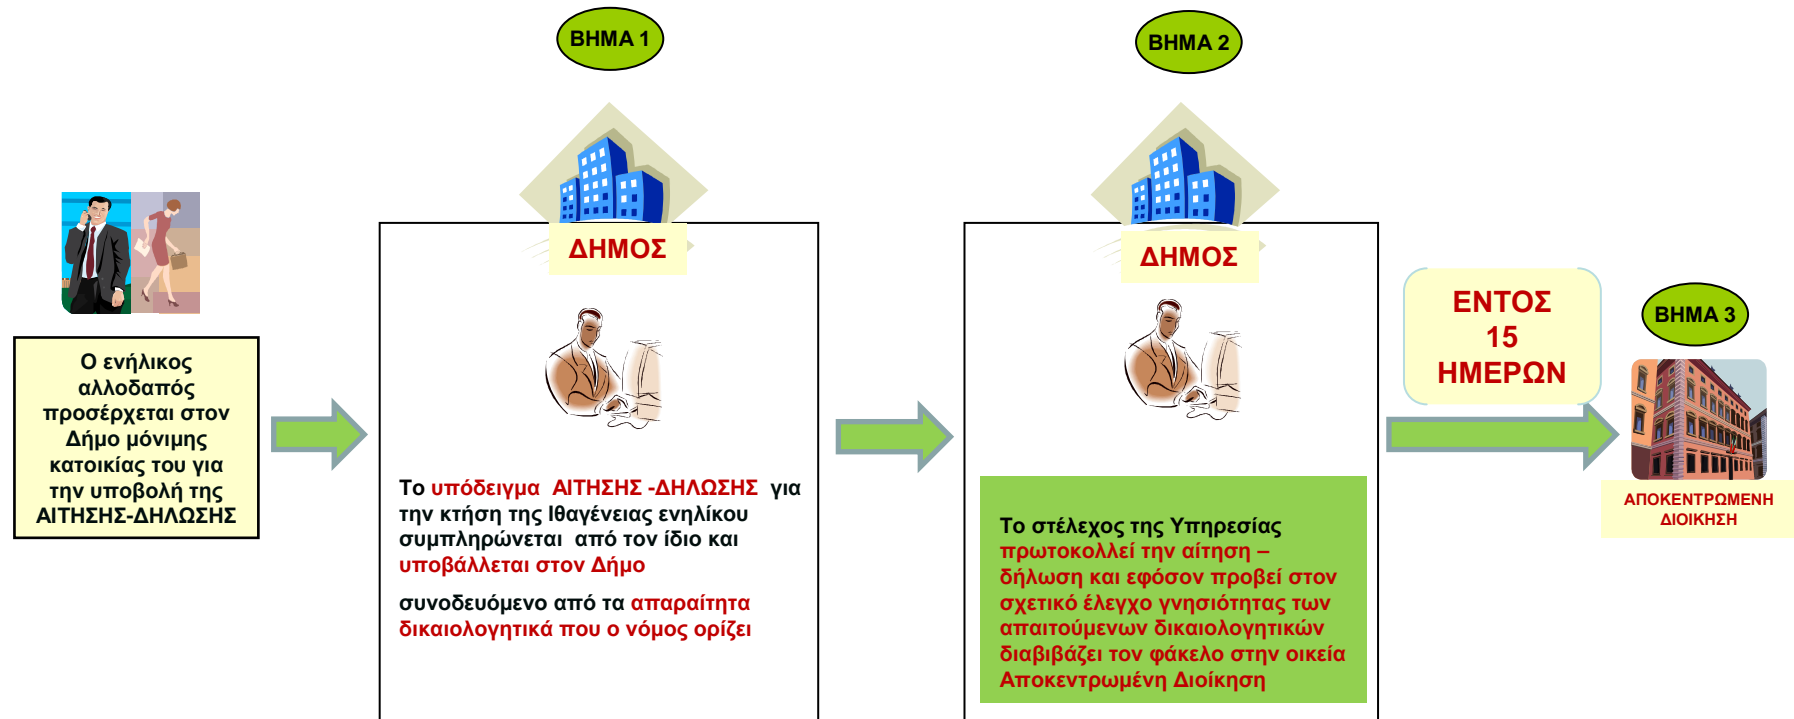 Ο ενήλικος
αλλοδαπός
προσέρχεται στον
Δήμο μόνιμης
κατοικίας του για
την υποβολή της
ΑΙΤΗΣΗΣ-ΔΗΛΩΣΗΣ
ΒΗΜΑ 1
ΔΗΜΟΣ
Το υπόδειγμα ΑΙΤΗΣΗΣ -ΔΗΛΩΣΗΣ για
την κτήση της Ιθαγένειας ενηλίκου
συμπληρώνεται από τον ίδιο και
υποβάλλεται στον Δήμο
συνοδευόμενο από τα απαραίτητα
δικαιολογητικά που ο νόμος ορίζει
ΒΗΜΑ 2
ΔΗΜΟΣ
Το στέλεχος της Υπηρεσίας
πρωτοκολλεί την αίτηση –
δήλωση και εφόσον προβεί στον
σχετικό έλεγχο γνησιότητας των
απαιτούμενων δικαιολογητικών
διαβιβάζει τον φάκελο στην οικεία
Αποκεντρωμένη Διοίκηση
ΕΝΤΟΣ
15
ΗΜΕΡΩΝ
ΒΗΜΑ 3
ΑΠΟΚΕΝΤΡΩΜΕΝΗ
ΔΙΟΙΚΗΣΗ